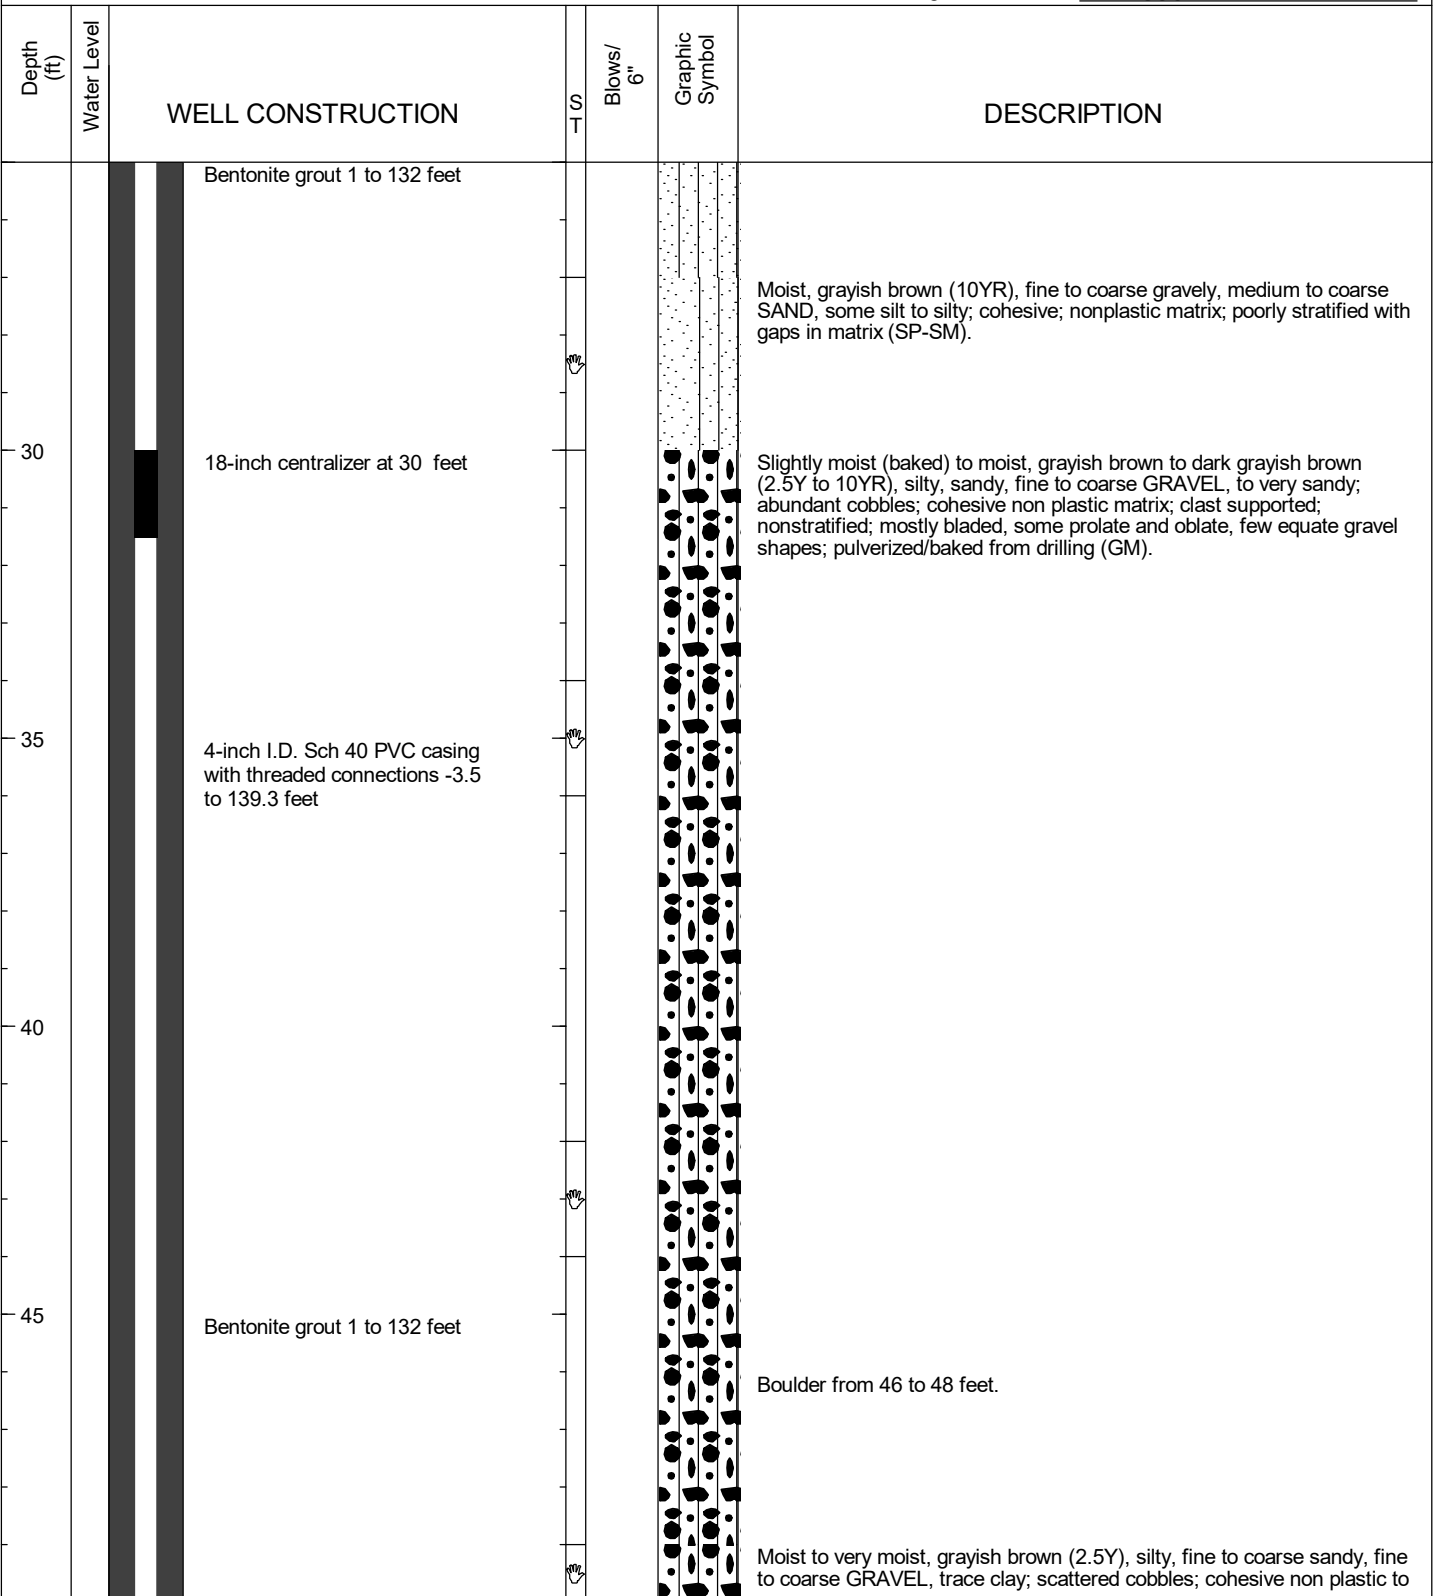 Depth
(ft)
Water Level
WELL CONSTRUCTION
S
T
Blows/
6"
Graphic
Symbol
DESCRIPTION
Bentonite grout 1 to 132 feet
Moist, grayish brown (10YR), fine to coarse gravely, medium to coarse
SAND, some silt to silty; cohesive; nonplastic matrix; poorly stratified with
gaps in matrix (SP-SM).
30
18-inch centralizer at 30 feet
Slightly moist (baked) to moist, grayish brown to dark grayish brown
(2.5Y to 10YR), silty, sandy, fine to coarse GRAVEL, to very sandy;
abundant cobbles; cohesive non plastic matrix; clast supported;
nonstratified; mostly bladed, some prolate and oblate, few equate gravel
shapes; pulverized/baked from drilling (GM).
35
4-inch I.D. Sch 40 PVC casing
with threaded connections -3.5
to 139.3 feet
40
45
Bentonite grout 1 to 132 feet
Boulder from 46 to 48 feet.
Moist to very moist, grayish brown (2.5Y), silty, fine to coarse sandy, fine
to coarse GRAVEL, trace clay; scattered cobbles; cohesive non plastic to